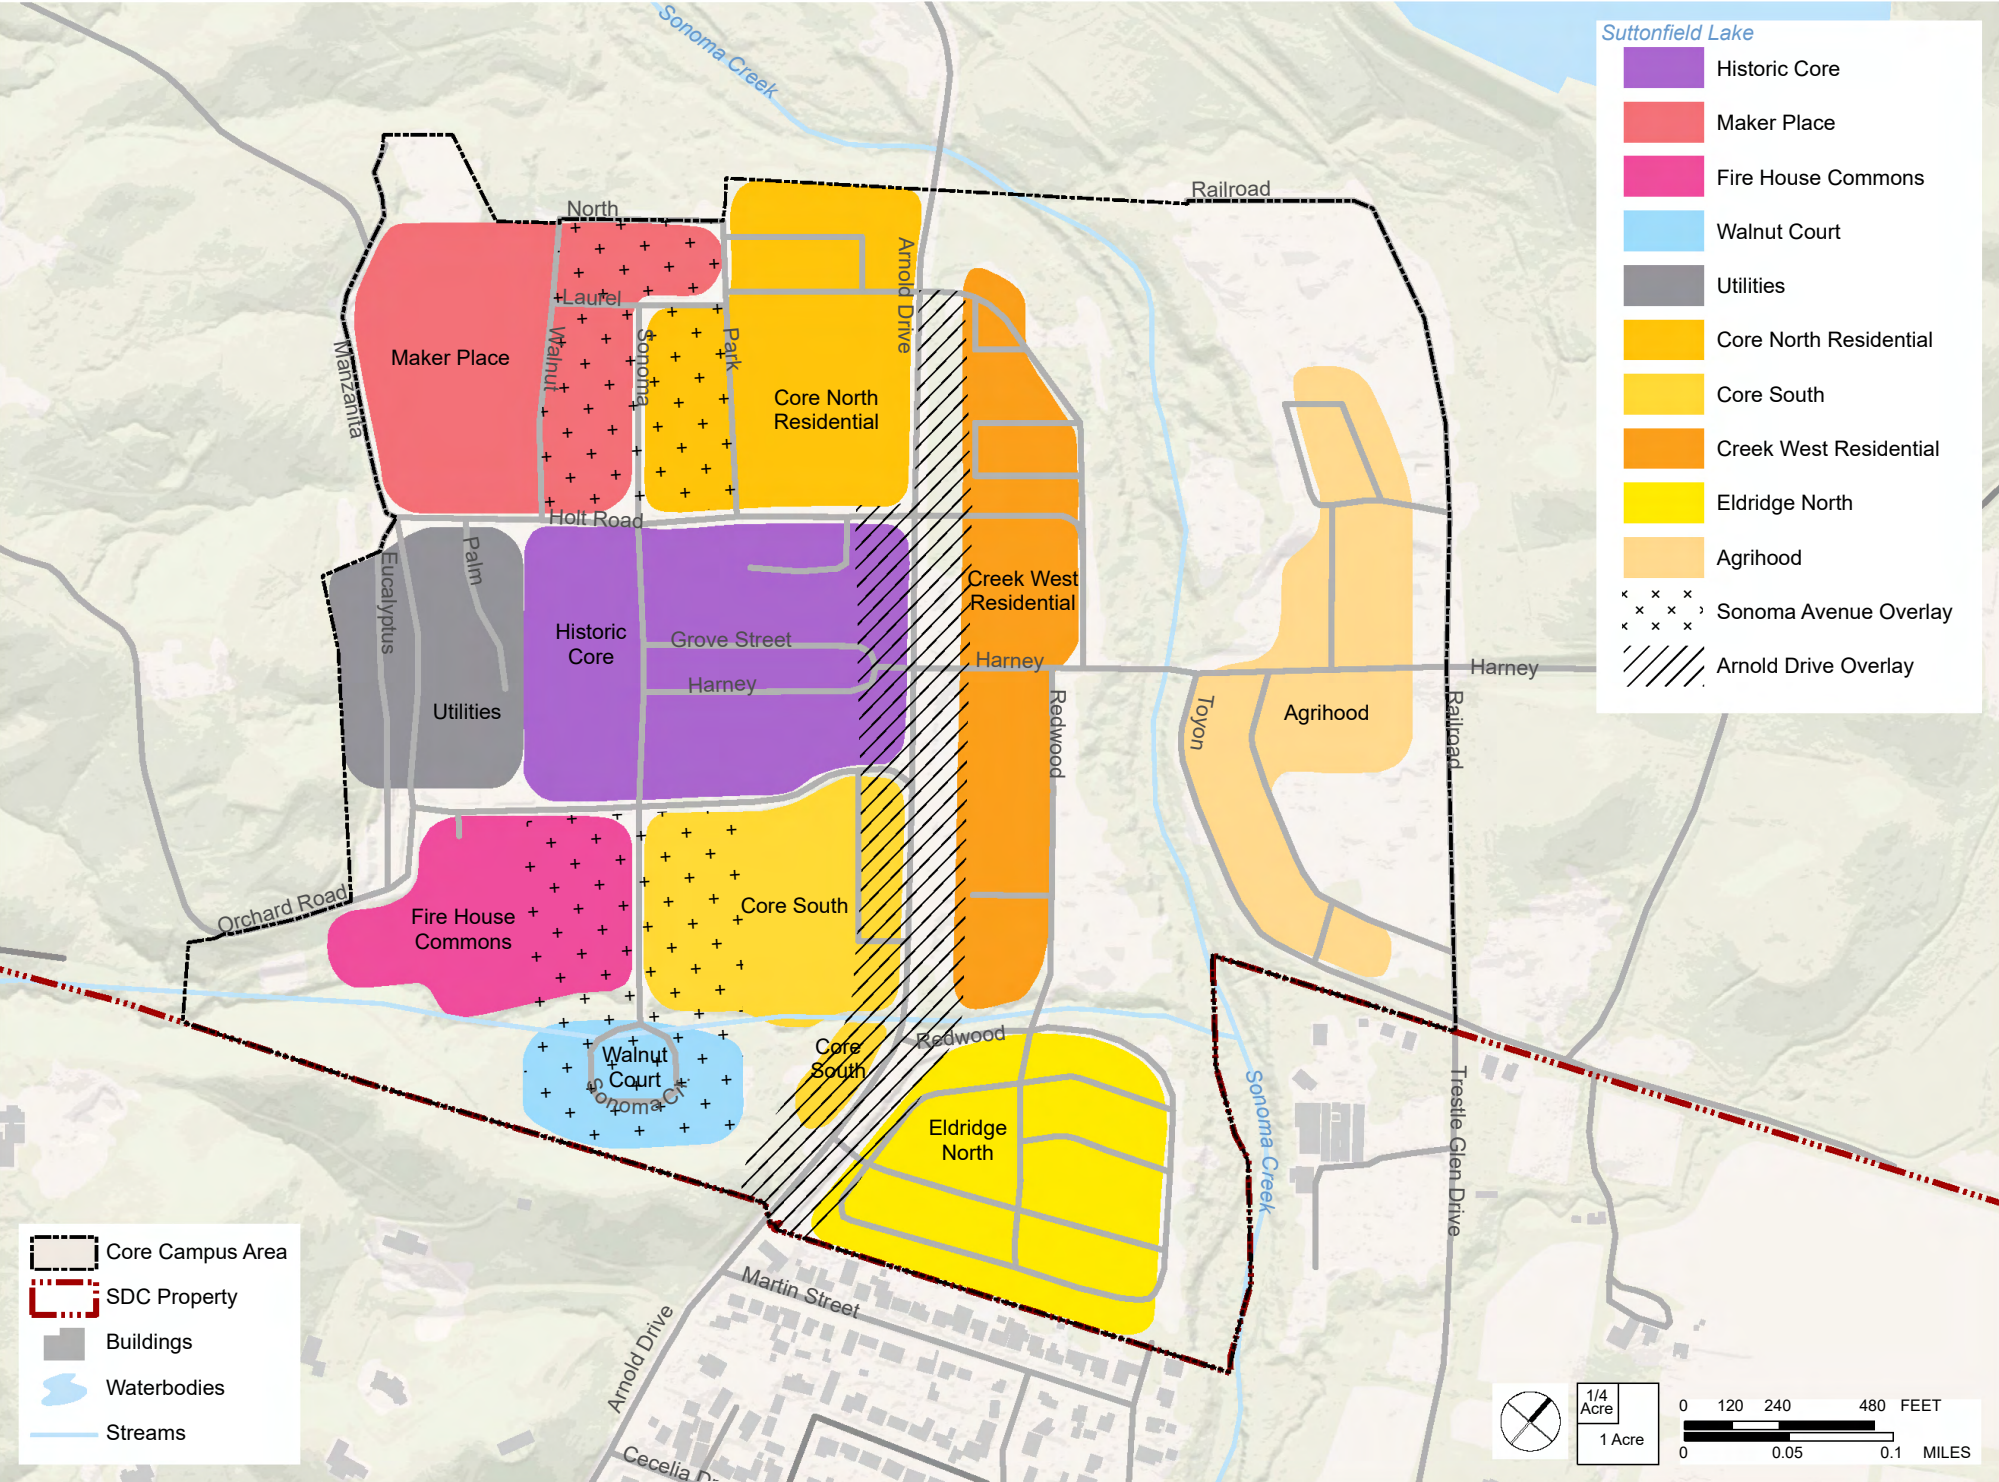 Sonoma Creek
Suttonfield Lake
Historic Core
Maker Place
Fire House Commons
Walnut Court
Utilities
Core North Residential
Core South
Creek West Residential
Eldridge North
Agrihood
Sonoma Avenue Overlay
Arnold Drive Overlay
North
Railroad
Arnold Drive
Laurel
Manzanita
Walnut
Sonoma
Park
Maker Place
Core North
Residential
Holt Road
Eucalyptus
Palm
Creek West
Residential
Historic
Core
Grove Street
Harney
Harney
Harney
Utilities
Redwood
Toyon
Agrihood
Railroad
Orchard Road
Fire House
Commons
Core South
Redwood
Core
South
Walnut
Court
Sonoma Cir.
Eldridge
North
Sonoma Creek
Trestle Glen Drive
Martin Street
Arnold Drive
Core Campus Area
SDC Property
Buildings
Waterbodies
Streams
1/4
Acre
1 Acre
0 120 240 480 FEET
0 0.05 0.1 MILES